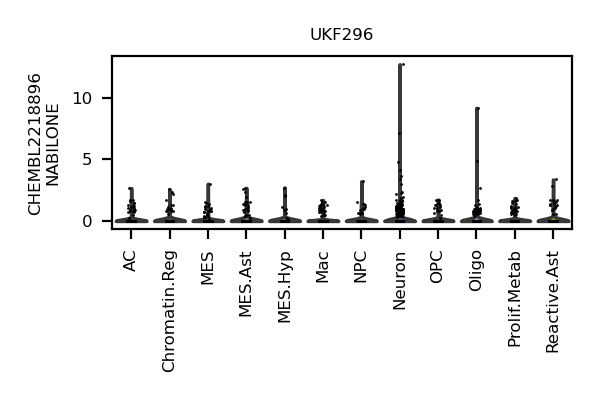 UKF296
CHEMBL2218896
NABILONE
10
5
0
AC
Chromatin.Reg
MES
MES.Ast
MES.Hyp
Mac
NPC
Neuron
OPC
Oligo
Prolif.Metab
Reactive.Ast